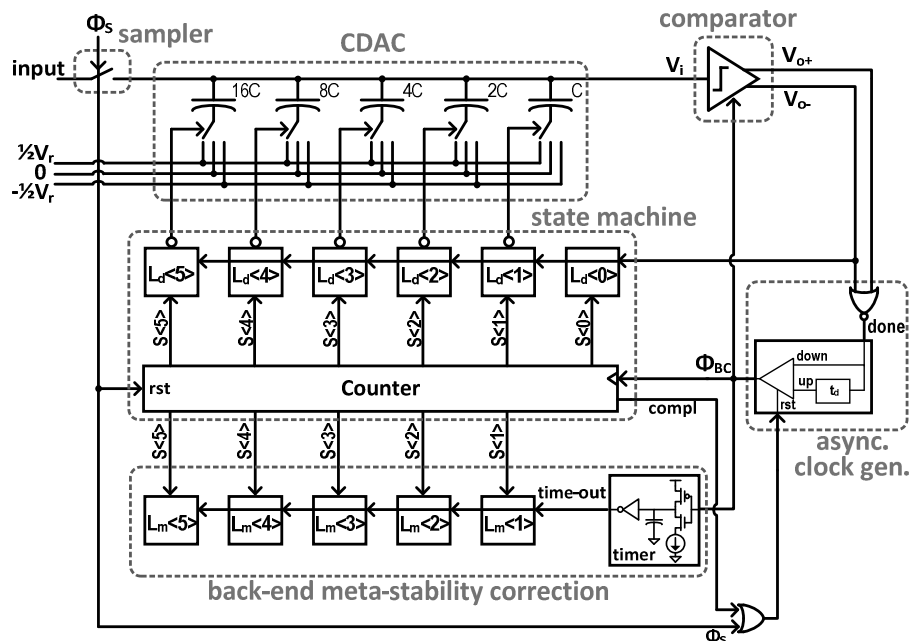 Φs
sampler
input
CDAC
comparator
16C
8C
4C
2C
C
Vi
Vo+
Vo-
½Vr
0
-½Vr
state machine
Ld<5>
Ld<4>
Ld<3>
Ld<2>
Ld<1>
Ld<0>
S<5>
S<4>
S<3>
S<2>
S<1>
S<0>
done
ΦBC
down
up
td
rst
rst
Counter
compl
async.
clock gen.
S<5>
S<4>
S<3>
S<2>
S<1>
time-out
Lm<5>
Lm<4>
Lm<3>
Lm<2>
Lm<1>
timer
back-end meta-stability correction
Φs